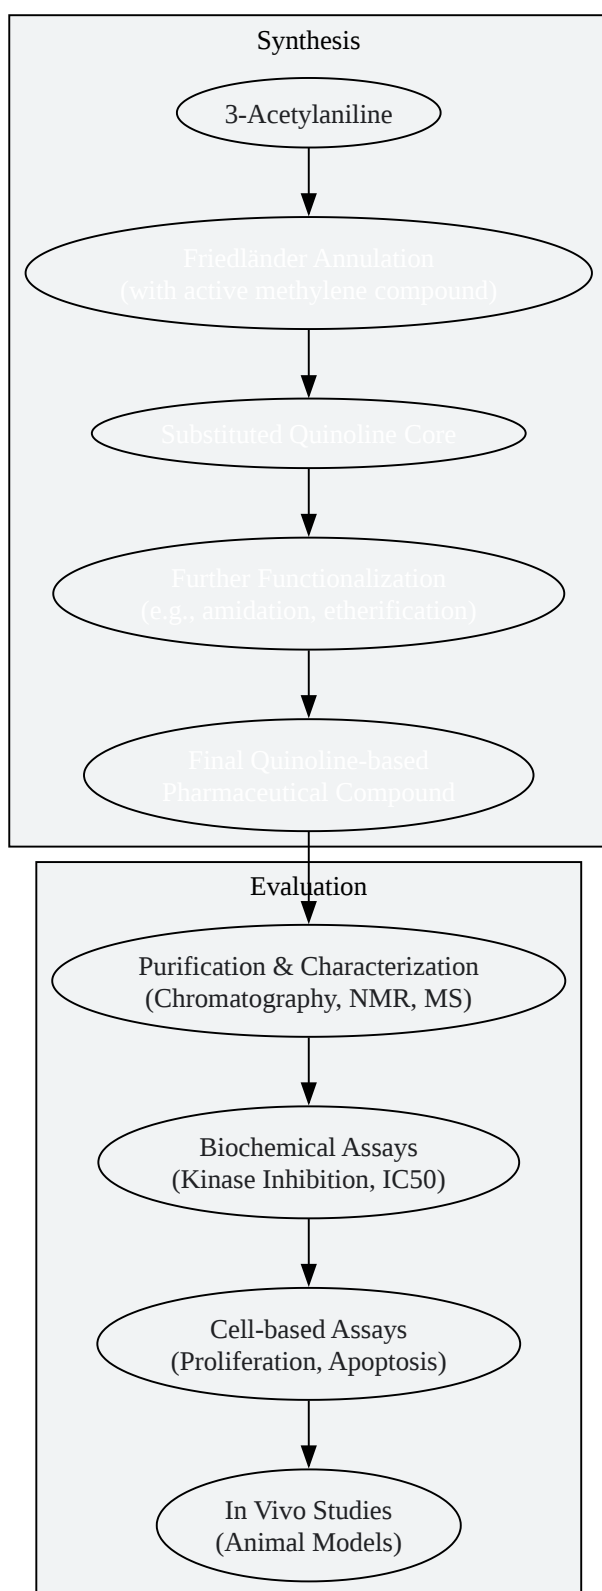 Synthesis
3-Acetylaniline
Friedländer Annulation
(with active methylene compound)
Substituted Quinoline Core
Further Functionalization
(e.g., amidation, etherification)
Final Quinoline-based
Pharmaceutical Compound
Evaluation
Purification & Characterization
(Chromatography, NMR, MS)
Biochemical Assays
(Kinase Inhibition, IC50)
Cell-based Assays
(Proliferation, Apoptosis)
In Vivo Studies
(Animal Models)